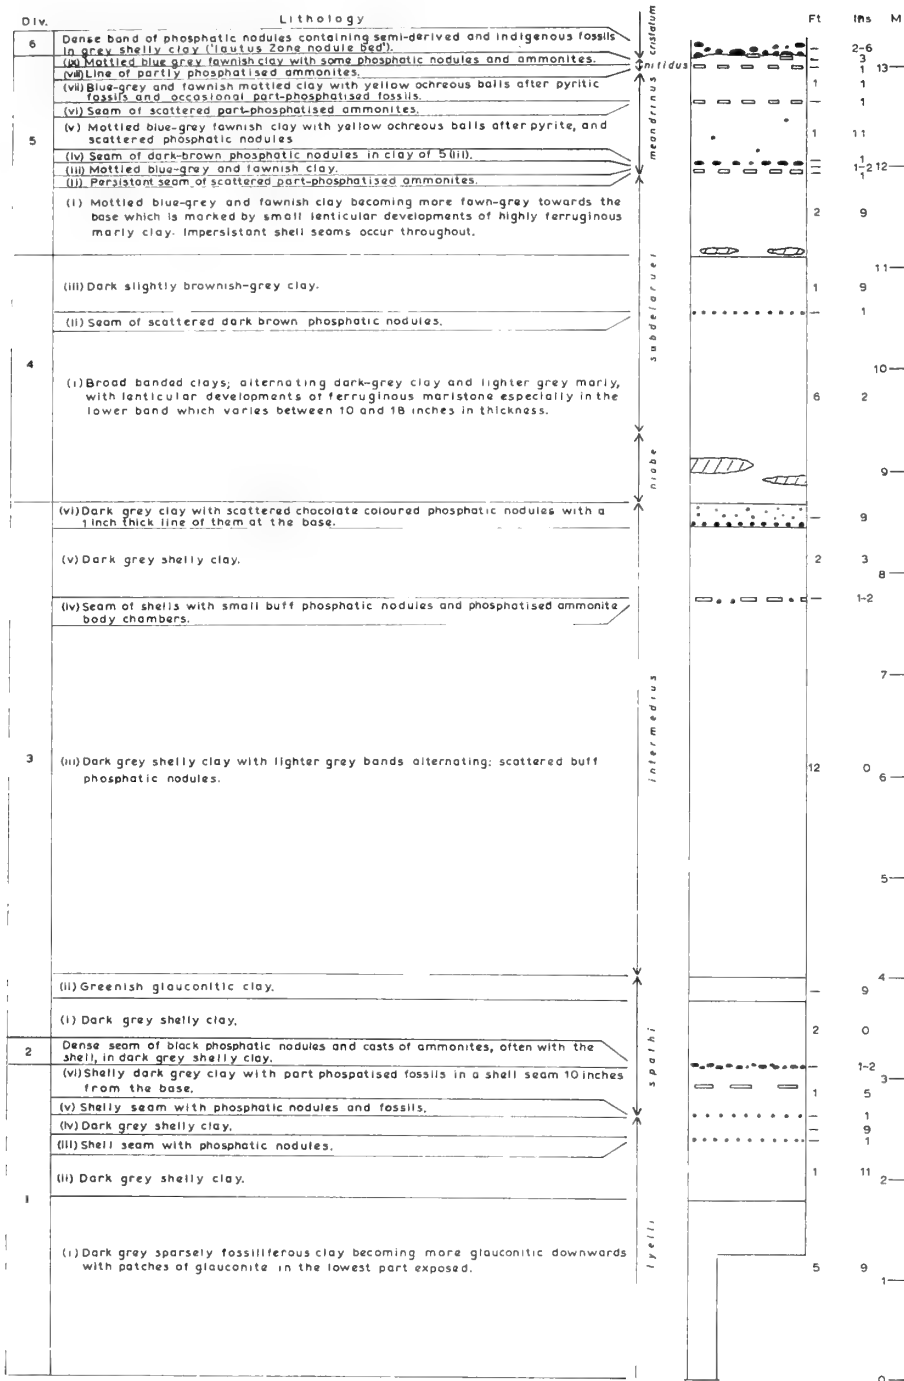 Div. Lithology Ft Ins M
6 Dense band of phosphatic nodules containing semi-derived and indigenous fossils
in grey shelly clay ('lautus Zone nodule bed'). cristatum – 2-6
(ix) Mottled blue grey fawnish clay with some phosphatic nodules and ammonites. nitidus – 3
13
(viii) Line of partly phosphatised ammonites. – 1
(vii) Blue-grey and fawnish mottled clay with yellow ochreous balls after pyritic 1 1
fossils and occasional part-phosphatised fossils.
(vi) Seam of scattered part-phosphatised ammonites. – 1
meandrinus
5
(v) Mottled blue-grey fawnish clay with yellow ochreous balls after pyrite, and 1 11
scattered phosphatic nodules
(iv) Seam of dark-brown phosphatic nodules in clay of 5(iii). – 1
(iii) Mottled blue-grey and fawnish clay. – 1-2 12
(ii) Persistant seam of scattered part-phosphatised ammonites. – 1
(i) Mottled blue-grey and fawnish clay becoming more fawn-grey towards the
base which is marked by small lenticular developments of highly ferruginous 2 9
marly clay. Impersistant shell seams occur throughout.
11
(iii) Dark slightly brownish-grey clay. 1 9
subdelaruei
(ii) Seam of scattered dark brown phosphatic nodules. – 1
4
10
(i) Broad banded clays; alternating dark-grey clay and lighter grey marly,
with lenticular developments of ferruginous marlstone especially in the 6 2
lower band which varies between 10 and 18 inches in thickness.
niobe
9
(vi) Dark grey clay with scattered chocolate coloured phosphatic nodules with a – 9
1 inch thick line of them at the base.
(v) Dark grey shelly clay. 2 3
8
(iv) Seam of shells with small buff phosphatic nodules and phosphatised ammonite – 1-2
body chambers.
7
intermedius
3
(iii) Dark grey shelly clay with lighter grey bands alternating; scattered buff 12 0
phosphatic nodules.
6
5
4
(ii) Greenish glauconitic clay. – 9
(i) Dark grey shelly clay. 2 0
spathi
2 Dense seam of black phosphatic nodules and casts of ammonites, often with the – 1-2
shell, in dark grey shelly clay.
3
(vi) Shelly dark grey clay with part phospatised fossils in a shell seam 10 inches 1 5
from the base.
(v) Shelly seam with phosphatic nodules and fossils. – 1
(iv) Dark grey shelly clay. – 9
(iii) Shell seam with phosphatic nodules. – 1
(ii) Dark grey shelly clay. 1 11
2
1
lyelli
(i) Dark grey sparsely fossiliferous clay becoming more glauconitic downwards
with patches of glauconite in the lowest part exposed. 5 9
1
0